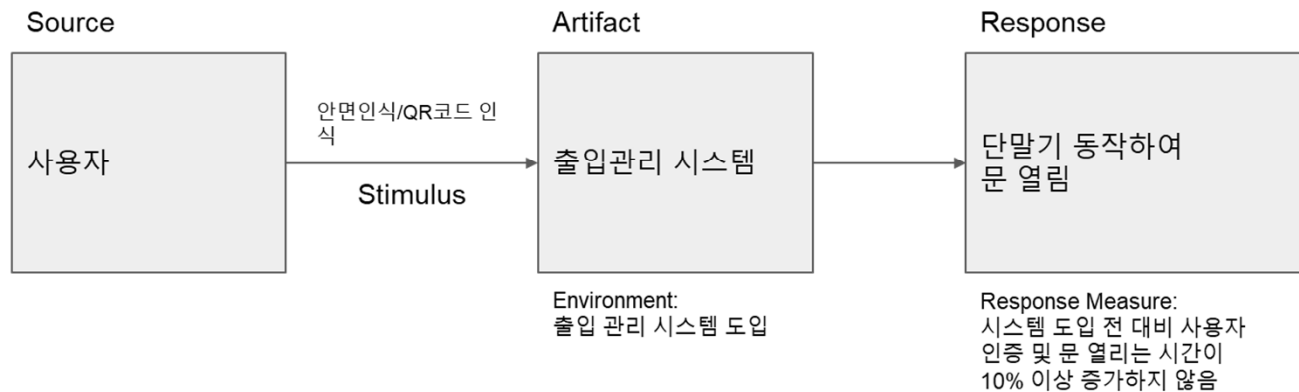 Source
Artifact
Response
사용자
안면인식/QR코드 인
식
Stimulus
출입관리 시스템
단말기 동작하여
문 열림
Environment:
출입 관리 시스템 도입
Response Measure:
시스템 도입 전 대비 사용자
인증 및 문 열리는 시간이
10% 이상 증가하지 않음